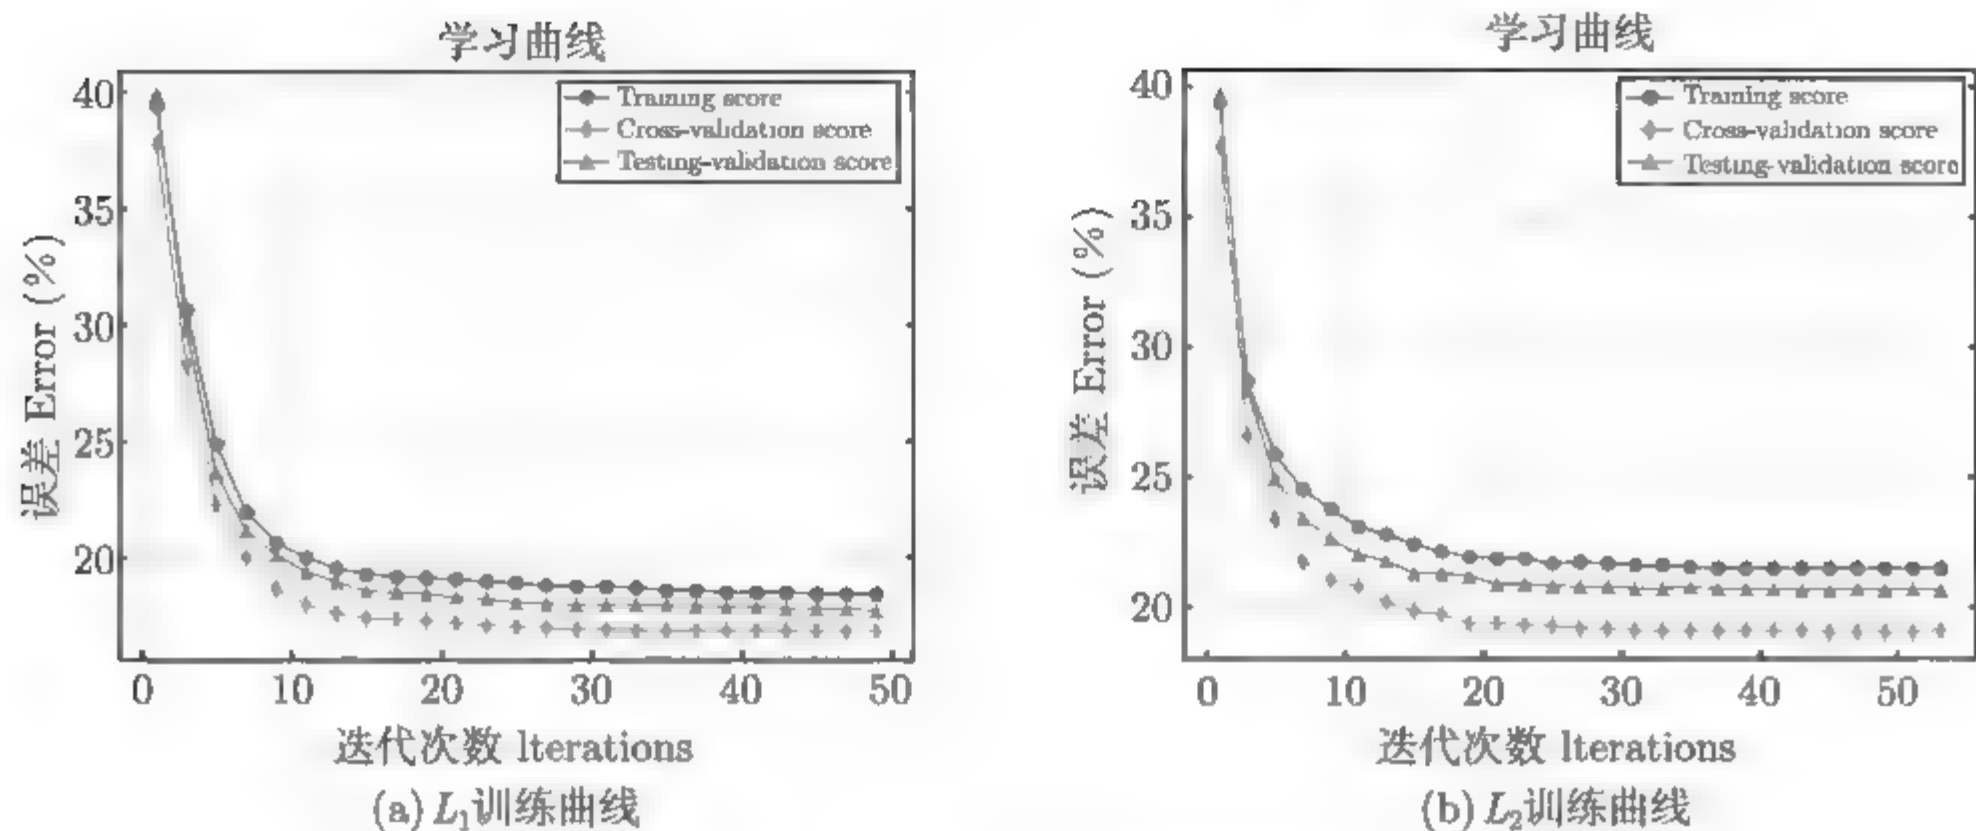 学习曲线
40
35
30
25
20
误差 Error (%)
Training score
Cross-validation score
Testing-validation score
0 10 20 30 40 50
迭代次数 Iterations
(a) L₁训练曲线
学习曲线
40
35
30
25
20
误差 Error (%)
Training score
Cross-validation score
Testing-validation score
0 10 20 30 40 50
迭代次数 Iterations
(b) L₂训练曲线